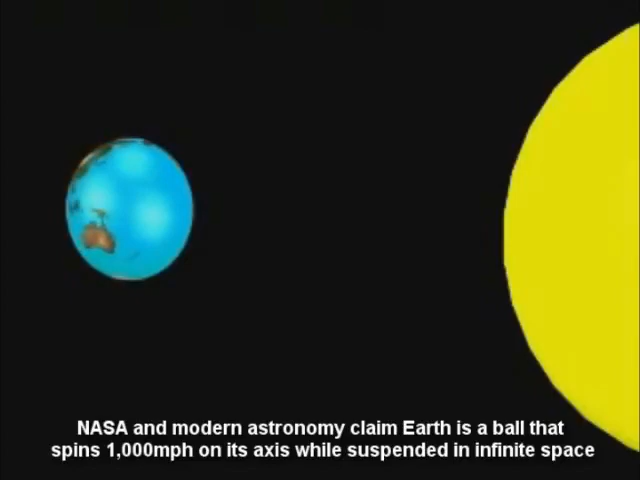 NASA and modern astronomy claim Earth is a ball that
spins 1,000mph on its axis while suspended in infinite space